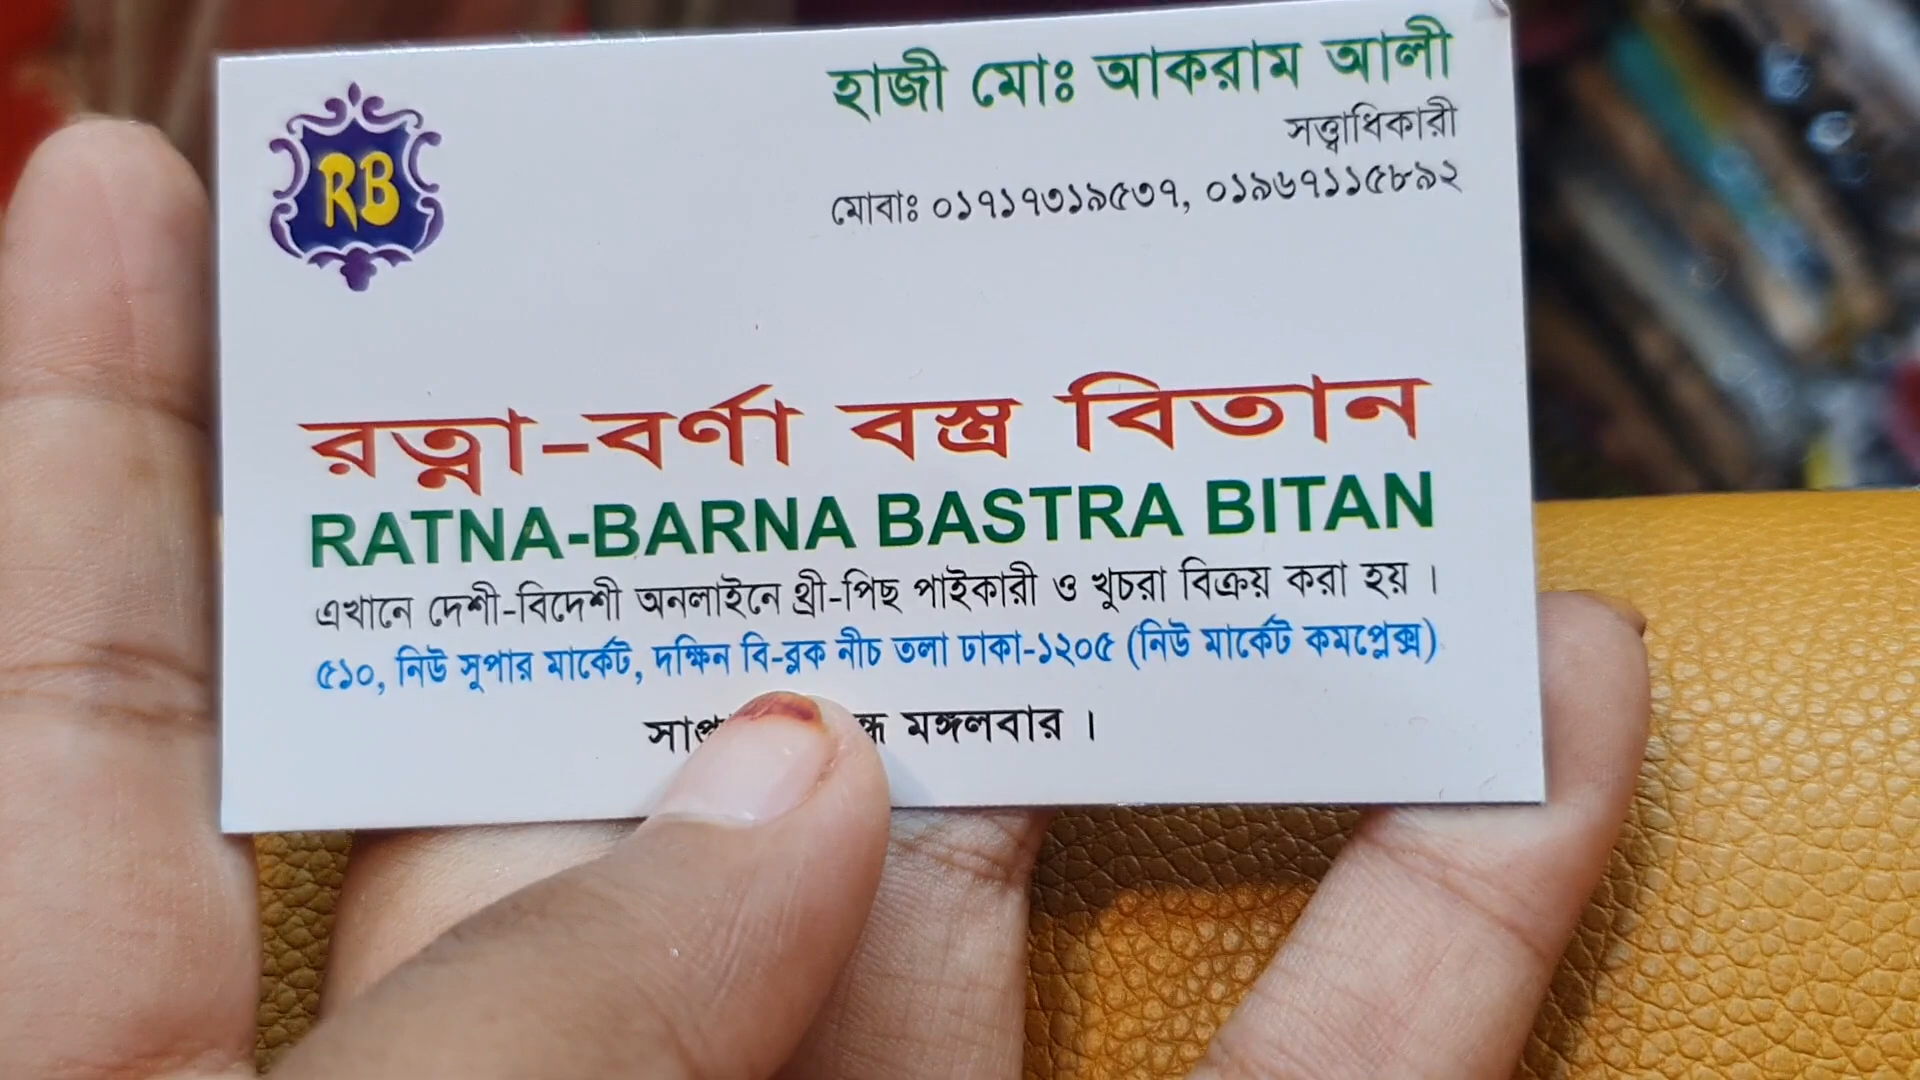 RB
হাজী মোঃ আকরাম আলী
সত্ত্বাধিকারী
মোবাঃ ০১৭১৭৩১৯৫৩৭, ০১৯৬৭১১৫৮৯২
রত্না-বর্ণা বস্ত্র বিতান
RATNA-BARNA BASTRA BITAN
এখানে দেশী-বিদেশী অনলাইনে থ্রী-পিছ পাইকারী ও খুচরা বিক্রয় করা হয় ।
৫১০, নিউ সুপার মার্কেট, দক্ষিন বি-ব্লক নীচ তলা ঢাকা-১২০৫ (নিউ মার্কেট কমপ্লেক্স)
মঙ্গলবার ।